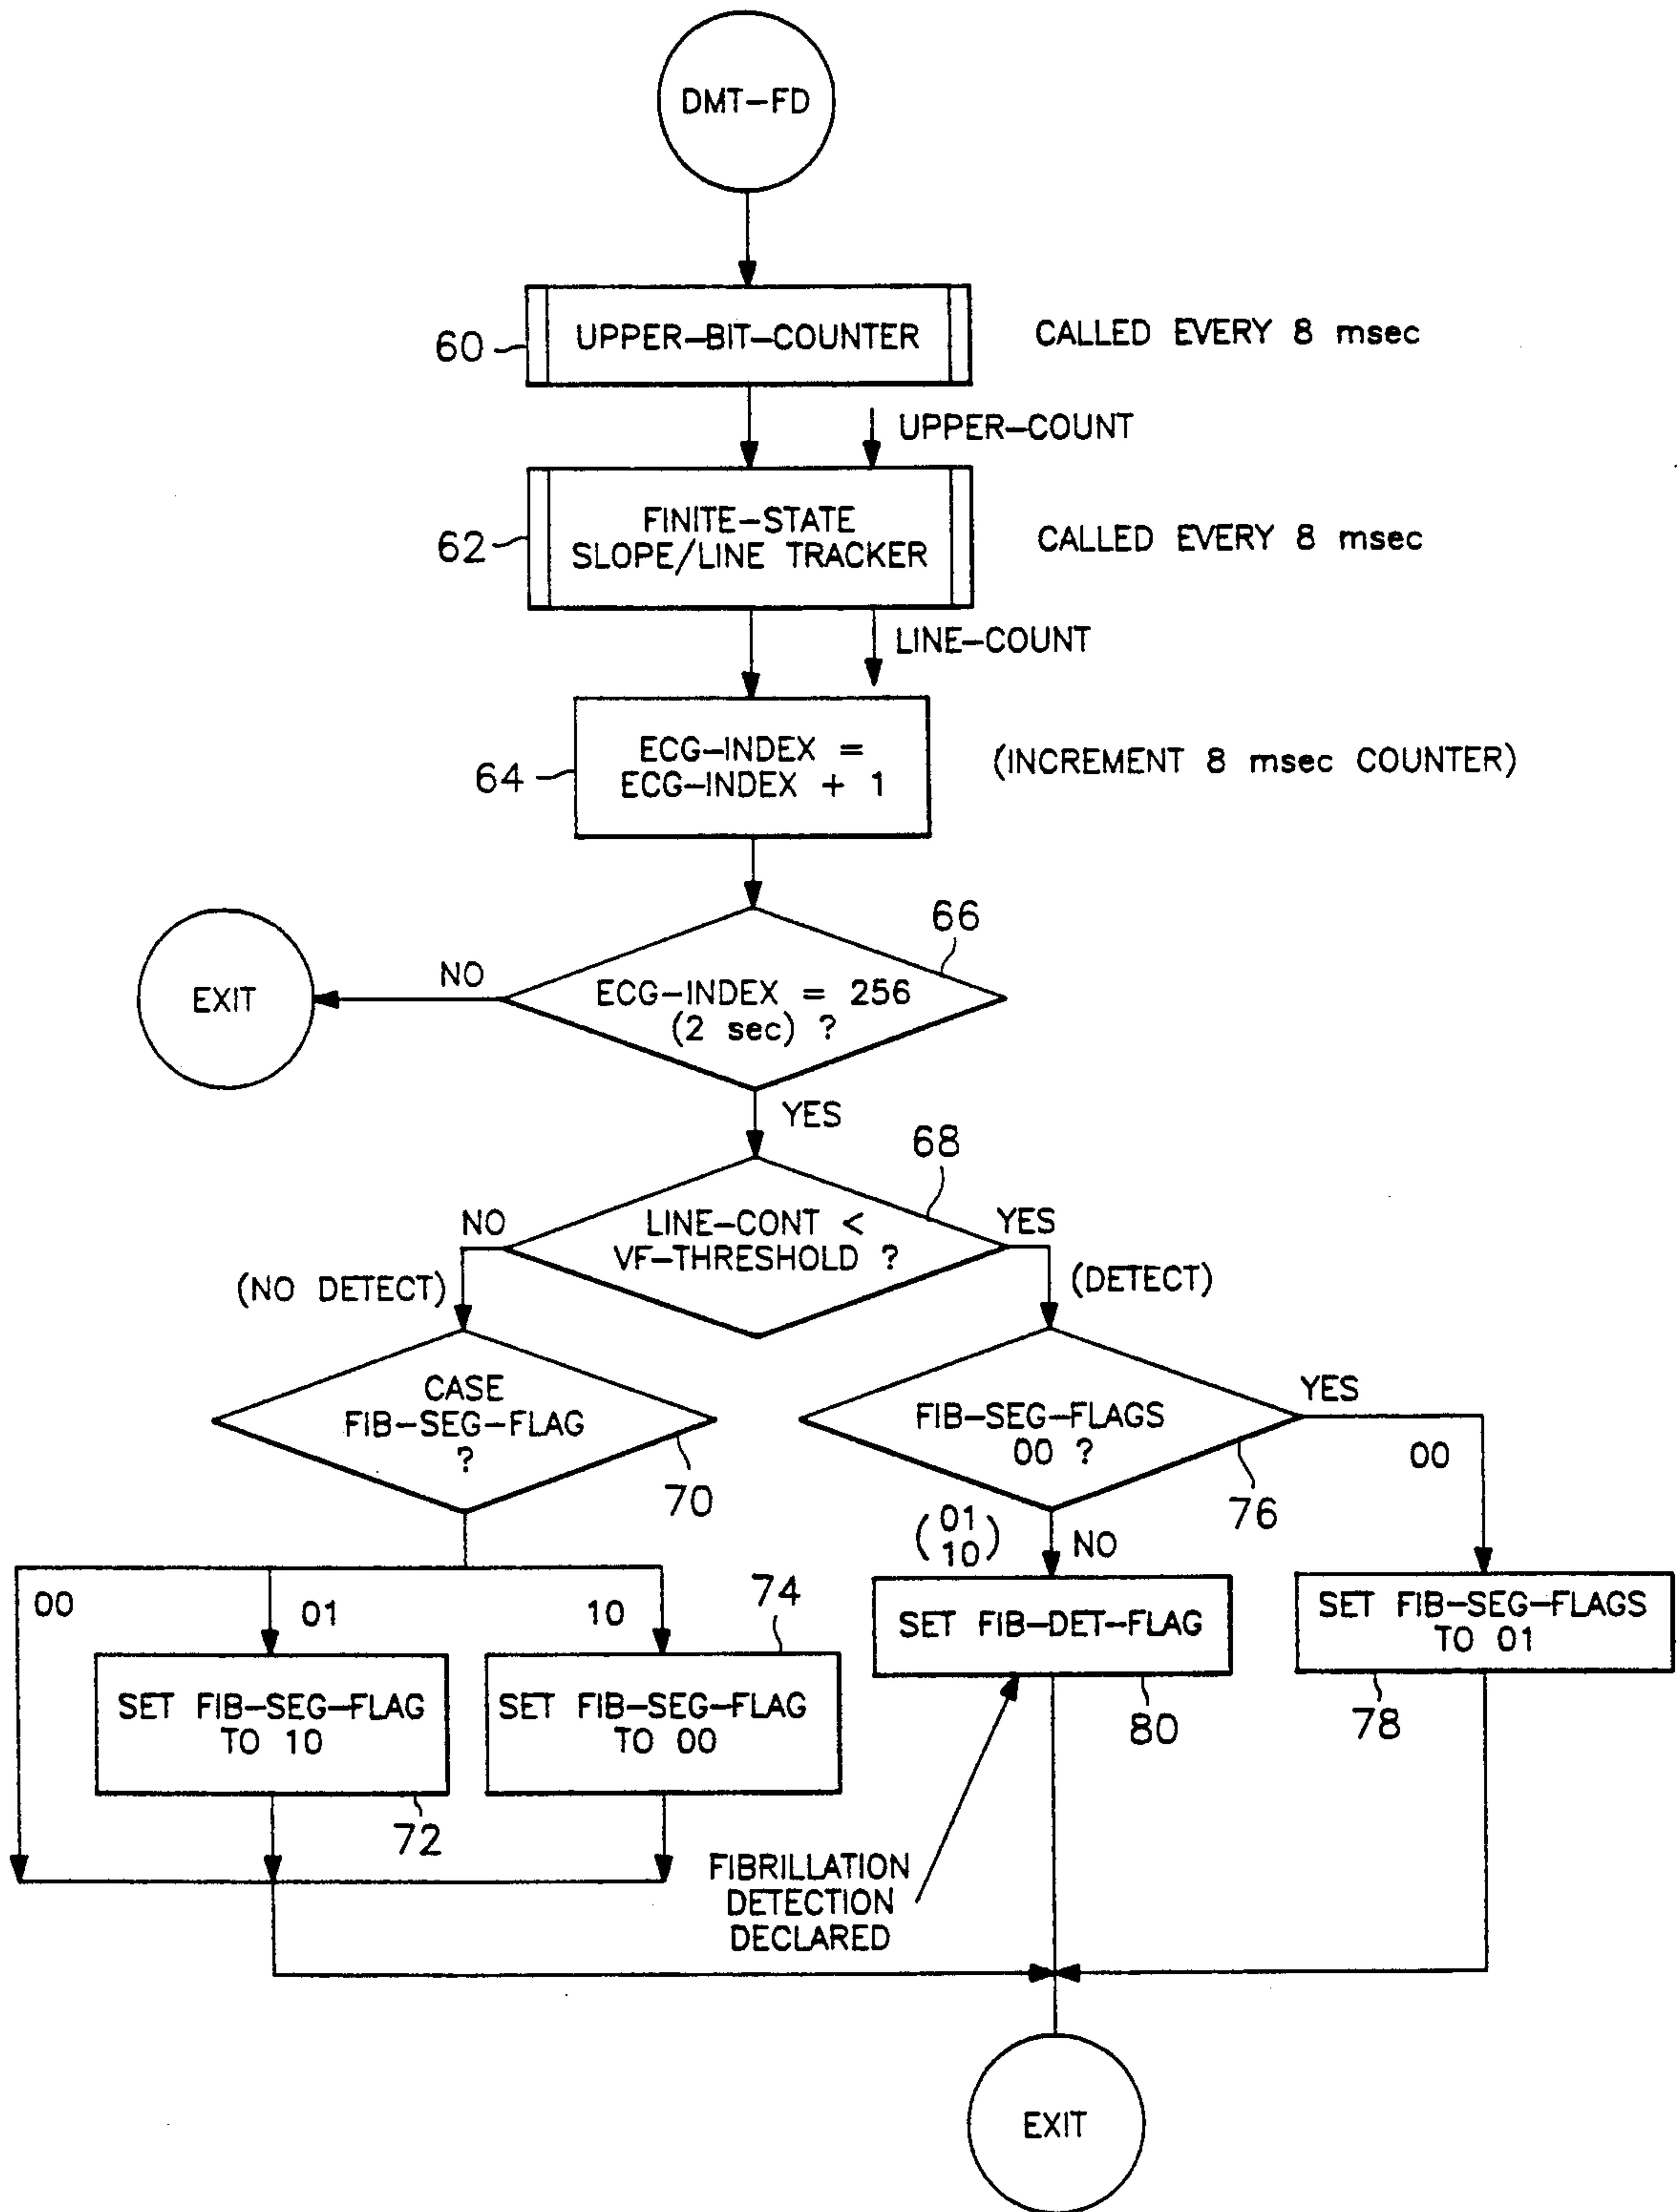 DMT-FD
60
UPPER-BIT-COUNTER
CALLED EVERY 8 msec
UPPER-COUNT
62
FINITE-STATE
SLOPE/LINE TRACKER
CALLED EVERY 8 msec
LINE-COUNT
64
ECG-INDEX =
ECG-INDEX + 1
(INCREMENT 8 msec COUNTER)
66
EXIT
NO
ECG-INDEX = 256
(2 sec) ?
YES
68
NO
LINE-CONT <
VF-THRESHOLD ?
YES
(NO DETECT)
(DETECT)
CASE
FIB-SEG-FLAG
?
70
FIB-SEG-FLAGS
00 ?
YES
00
76
(01
10)
NO
00
01
10
74
SET FIB-SEG-FLAG
TO 10
72
SET FIB-SEG-FLAG
TO 00
SET FIB-DET-FLAG
80
SET FIB-SEG-FLAGS
TO 01
78
FIBRILLATION
DETECTION
DECLARED
EXIT